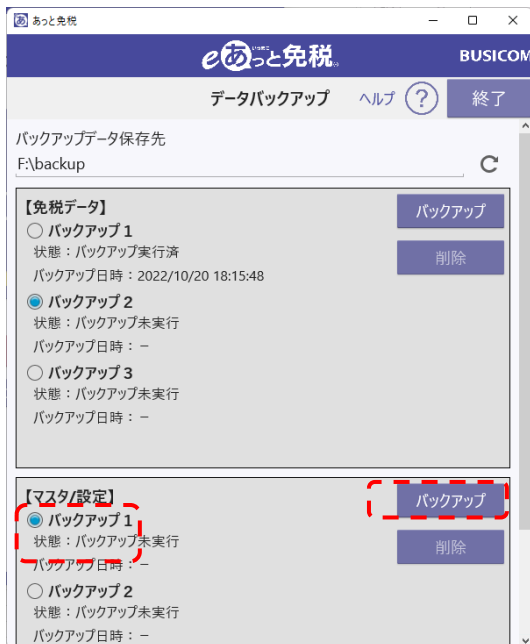 あっと免税
eあっと免税
BUSICOM
データバックアップ
ヘルプ
?
終了
バックアップデータ保存先
F:\backup
【免税データ】
バックアップ
バックアップ 1
状態：バックアップ実行済
削除
バックアップ日時：2022/10/20 18:15:48
バックアップ 2
状態：バックアップ未実行
バックアップ日時：－
バックアップ 3
状態：バックアップ未実行
バックアップ日時：－
【マスタ/設定】
バックアップ
バックアップ 1
状態：バックアップ未実行
削除
バックアップ日時：－
バックアップ 2
状態：バックアップ未実行
バックアップ日時：－